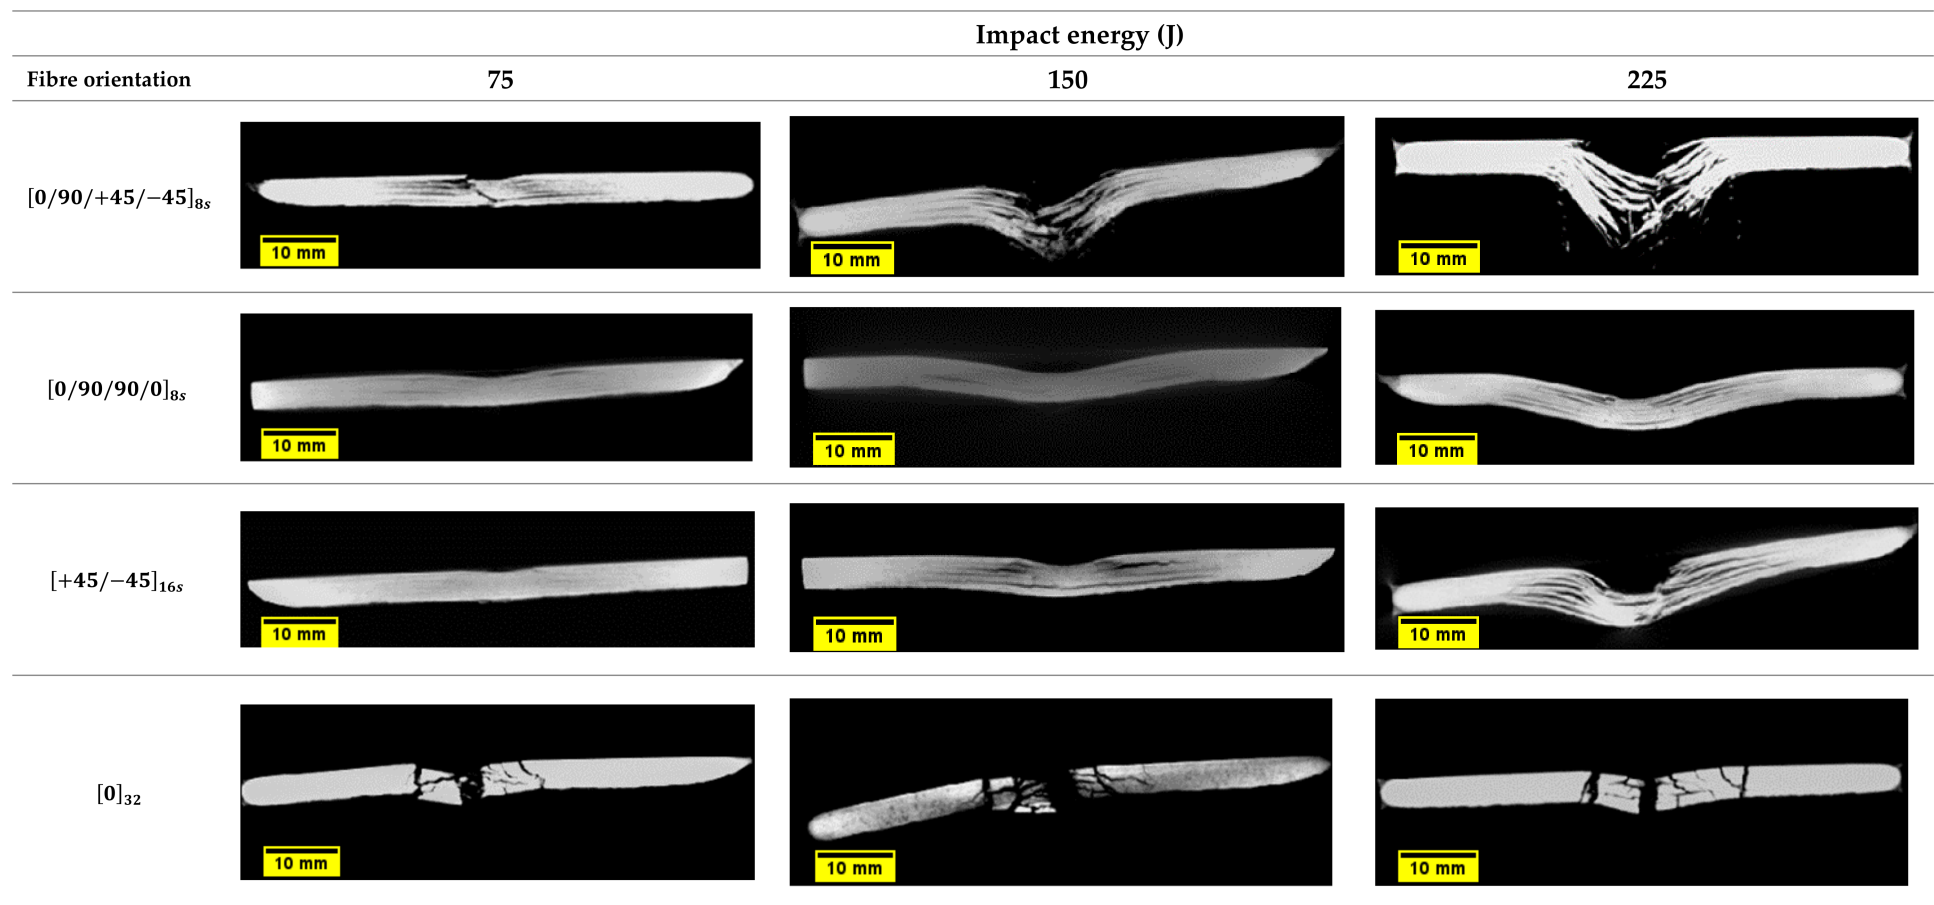 Impact energy (J)
Fibre orientation 75 150 225
[0/90/+45/−45]8s
10 mm 10 mm 10 mm
[0/90/90/0]8s
10 mm 10 mm 10 mm
[+45/−45]16s
10 mm 10 mm 10 mm
[0]32
10 mm 10 mm 10 mm